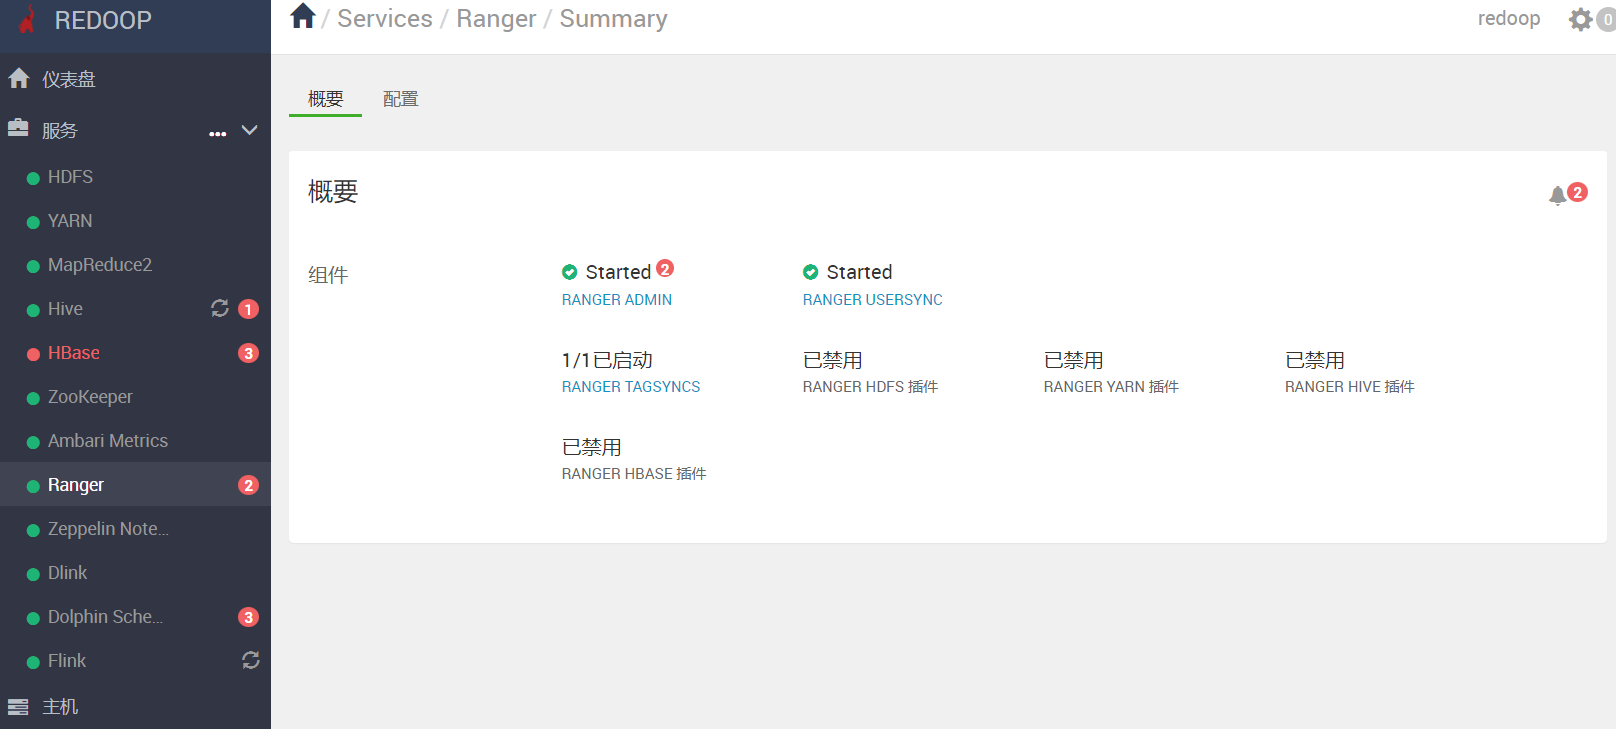 REDOOP
/ Services / Ranger / Summary
redoop
0
仪表盘
服务
...
HDFS
YARN
MapReduce2
Hive 1
HBase 3
ZooKeeper
Ambari Metrics
Ranger 2
Zeppelin Note...
Dlink
Dolphin Sche... 3
Flink
主机
概要 配置
概要
2
组件
Started 2
RANGER ADMIN
Started
RANGER USERSYNC
1/1已启动
RANGER TAGSYNCS
已禁用
RANGER HDFS 插件
已禁用
RANGER YARN 插件
已禁用
RANGER HIVE 插件
已禁用
RANGER HBASE 插件